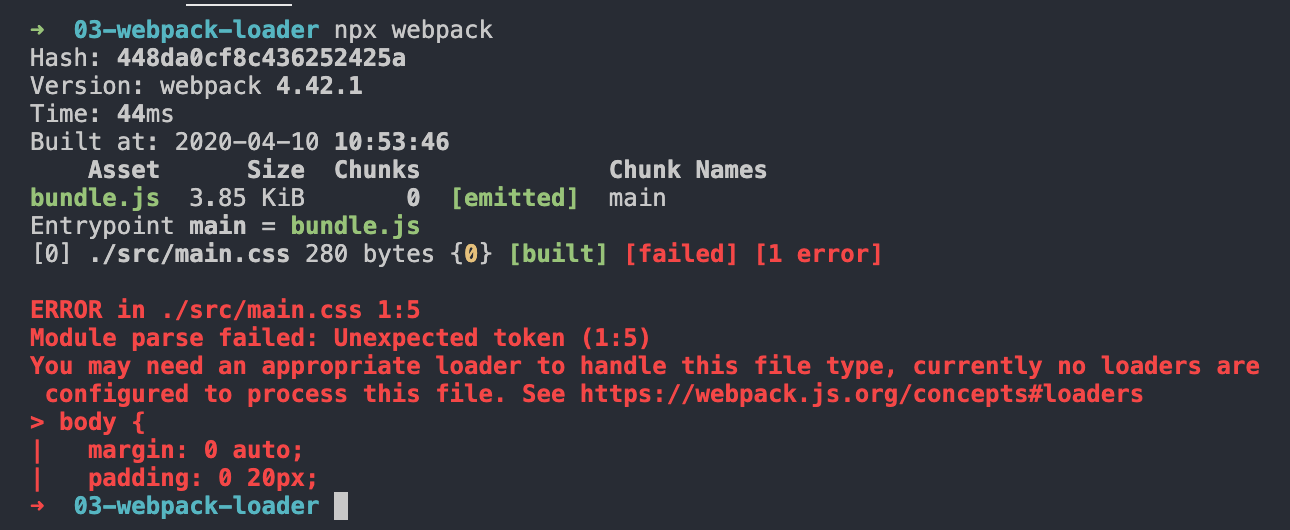 ➜  03-webpack-loader npx webpack
Hash: 448da0cf8c436252425a
Version: webpack 4.42.1
Time: 44ms
Built at: 2020-04-10 10:53:46
    Asset      Size  Chunks             Chunk Names
bundle.js  3.85 KiB       0  [emitted]  main
Entrypoint main = bundle.js
[0] ./src/main.css 280 bytes {0} [built] [failed] [1 error]

ERROR in ./src/main.css 1:5
Module parse failed: Unexpected token (1:5)
You may need an appropriate loader to handle this file type, currently no loaders are
 configured to process this file. See https://webpack.js.org/concepts#loaders
> body {
|   margin: 0 auto;
|   padding: 0 20px;
➜  03-webpack-loader